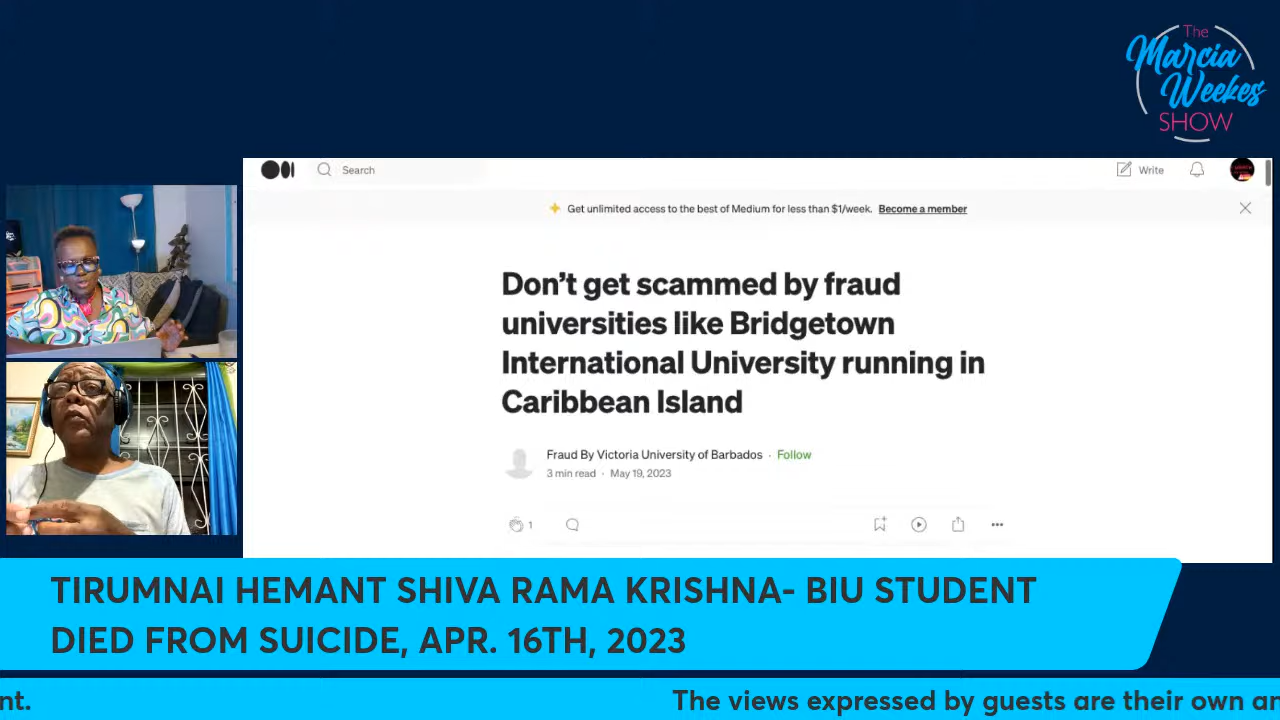 The
Marcia
Weekes
SHOW
Search
Write
Get unlimited access to the best of Medium for less than $1/week. Become a member
Don't get scammed by fraud
universities like Bridgetown
International University running in
Caribbean Island
Fraud By Victoria University of Barbados · Follow
3 min read · May 19, 2023
1
TIRUMNAI HEMANT SHIVA RAMA KRISHNA- BIU STUDENT
DIED FROM SUICIDE, APR. 16TH, 2023
nt. The views expressed by guests are their own an